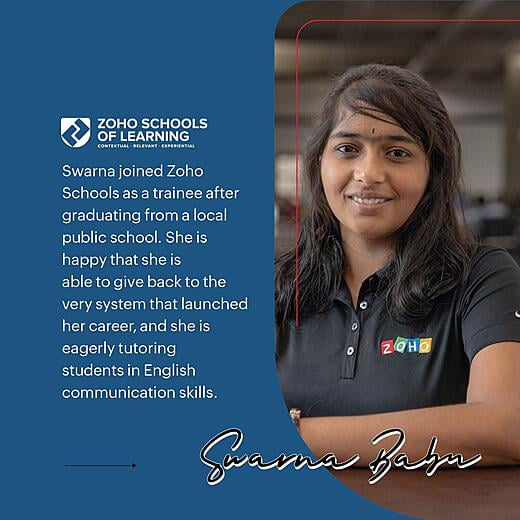 ZOHO SCHOOLS
OF LEARNING
CONTEXTUAL · RELEVANT · EXPERIENTIAL
Swarna joined Zoho
Schools as a trainee after
graduating from a local
public school. She is
happy that she is
able to give back to the
very system that launched
her career, and she is
eagerly tutoring
students in English
communication skills.
ZOHO
Swarna Babu